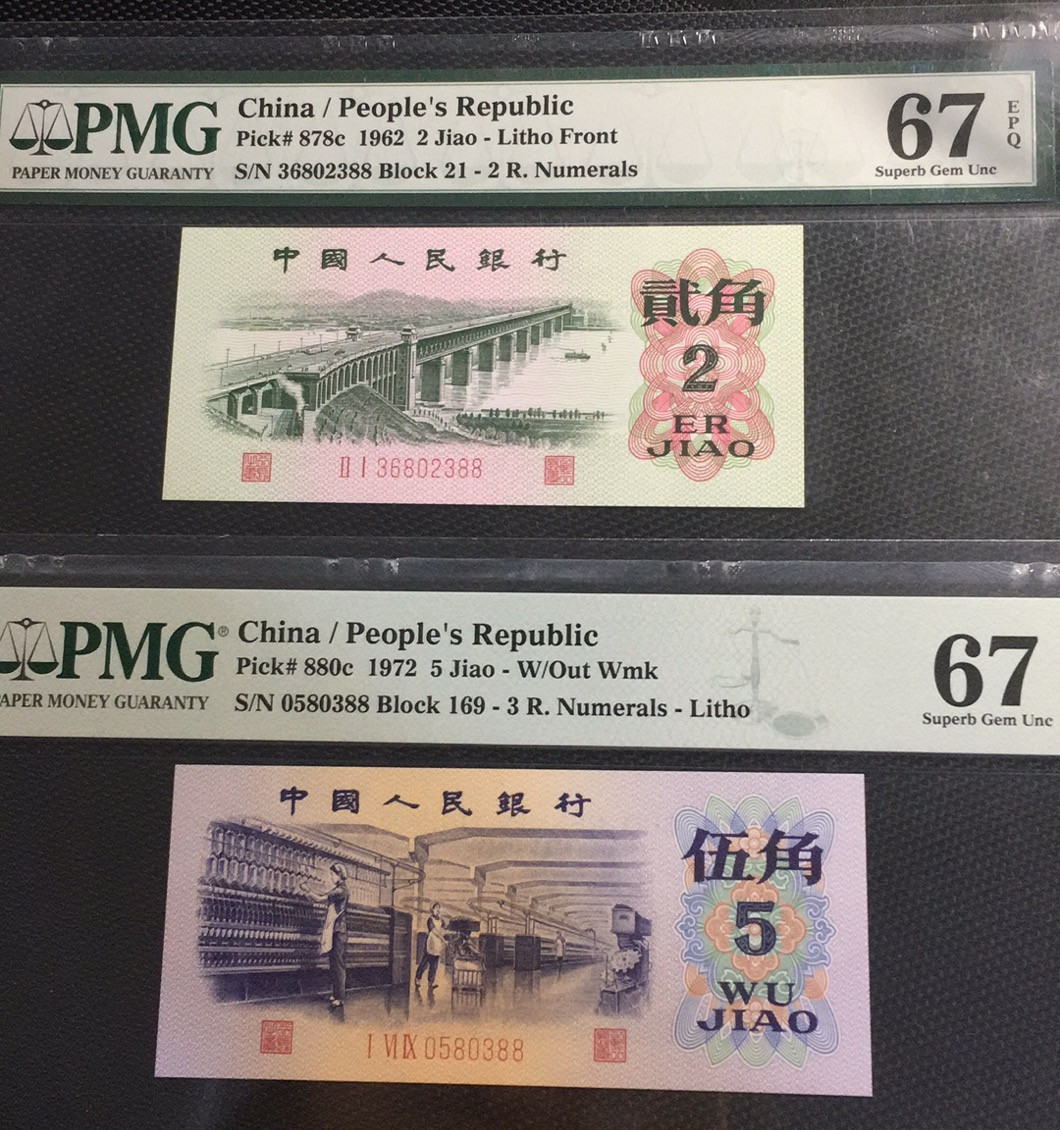 PMG
PAPER MONEY GUARANTY
China / People's Republic
Pick# 878c 1962 2 Jiao - Litho Front
S/N 36802388 Block 21 - 2 R. Numerals
67
EPQ
Superb Gem Unc
中國人民銀行
貳角
2
ER
JIAO
II I 36802388
PMG®
APER MONEY GUARANTY
China / People's Republic
Pick# 880c 1972 5 Jiao - W/Out Wmk
S/N 0580388 Block 169 - 3 R. Numerals - Litho
67
Superb Gem Unc
中國人民銀行
伍角
5
WU
JIAO
I VI IX 0580388